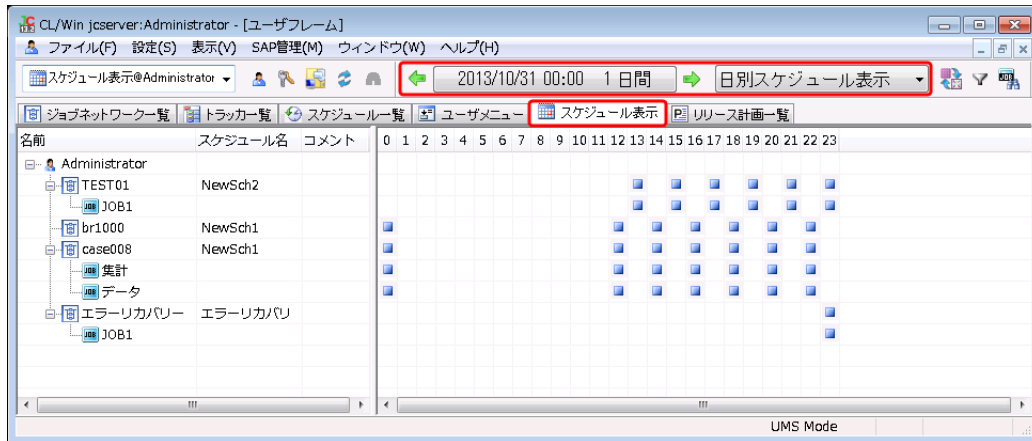 CL/Win jcserver:Administrator - [ユーザフレーム]
ファイル(F) 設定(S) 表示(V) SAP管理(M) ウィンドウ(W) ヘルプ(H)
スケジュール表示@Administrator 2013/10/31 00:00 1 日間 日別スケジュール表示
ジョブネットワーク一覧 トラッカー覧 スケジュール一覧 ユーザメニュー スケジュール表示 リリース計画一覧
名前 スケジュール名 コメント 0 1 2 3 4 5 6 7 8 9 10 11 12 13 14 15 16 17 18 19 20 21 22 23
Administrator
TEST01 NewSch2
JOB JOB1
br1000 NewSch1
case008 NewSch1
JOB 集計
JOB データ
エラーリカバリー エラーリカバリ
JOB JOB1
UMS Mode